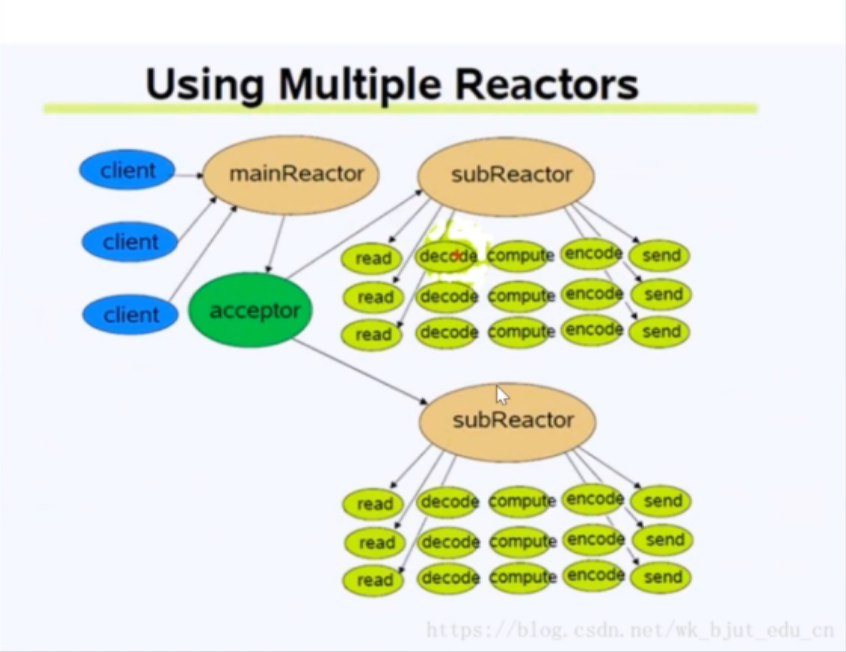 Using Multiple Reactors
client
mainReactor
subReactor
client
read decode compute encode send
client
acceptor
read decode compute encode send
read decode compute encode send
subReactor
read decode compute encode send
read decode compute encode send
read decode compute encode send
https://blog.csdn.net/wk_bjut_edu_cn